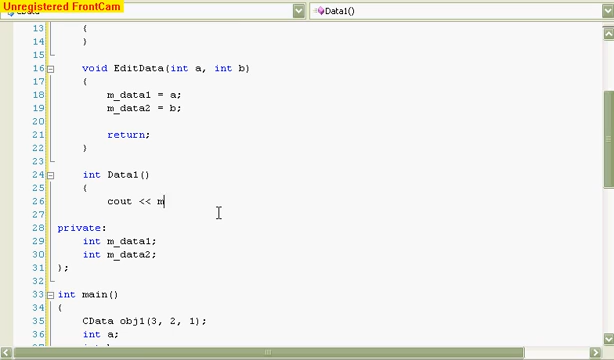 Unregistered FrontCam
Data1()
13 {
14 }
15
16 void EditData(int a, int b)
17 {
18 m_data1 = a;
19 m_data2 = b;
20
21 return;
22 }
23
24 int Data1()
25 {
26 cout << m
27
28 private:
29 int m_data1;
30 int m_data2;
31 );
32
33 int main()
34 {
35 CData obj1(3, 2, 1);
36 int a;